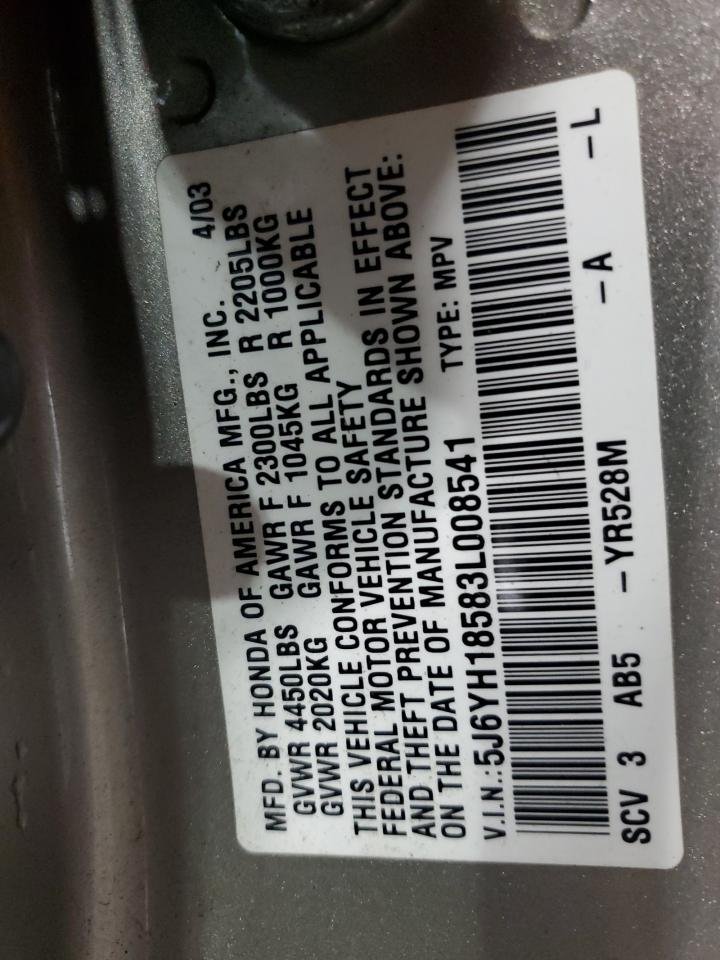 MFD. BY HONDA OF AMERICA MFG., INC. 4/03
GVWR 4450LBS GAWR F 2300LBS R 2205LBS
GVWR 2020KG GAWR F 1045KG R 1000KG
THIS VEHICLE CONFORMS TO ALL APPLICABLE
FEDERAL MOTOR VEHICLE SAFETY
AND THEFT PREVENTION STANDARDS IN EFFECT
ON THE DATE OF MANUFACTURE SHOWN ABOVE:
V.I.N.:5J6YH18583L008541 TYPE: MPV
SCV 3 AB5 -YR528M -A -L